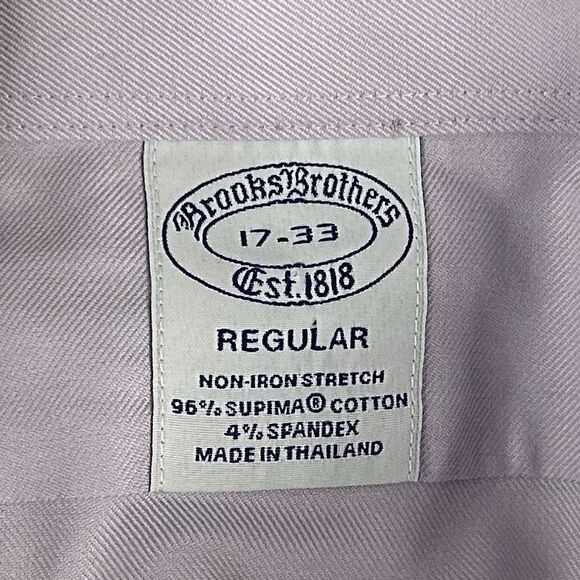 Brooks Brothers
17-33
Est. 1818
REGULAR
NON-IRON STRETCH
96% SUPIMA® COTTON
4% SPANDEX
MADE IN THAILAND